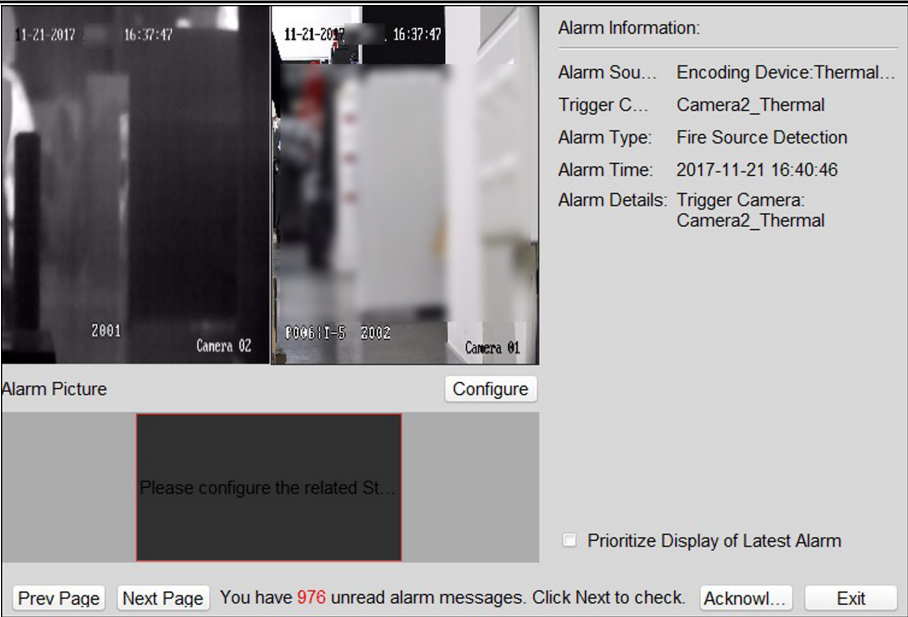 11-21-2017 16:37:47
11-21-2017 16:37:47
Z001
Camera 02
Z002
Camera 01
Alarm Information:
Alarm Sou... Encoding Device:Thermal...
Trigger C... Camera2_Thermal
Alarm Type: Fire Source Detection
Alarm Time: 2017-11-21 16:40:46
Alarm Details: Trigger Camera:
Camera2_Thermal
Alarm Picture
Configure
Please configure the related St...
Prioritize Display of Latest Alarm
Prev Page Next Page You have 976 unread alarm messages. Click Next to check. Acknowl... Exit